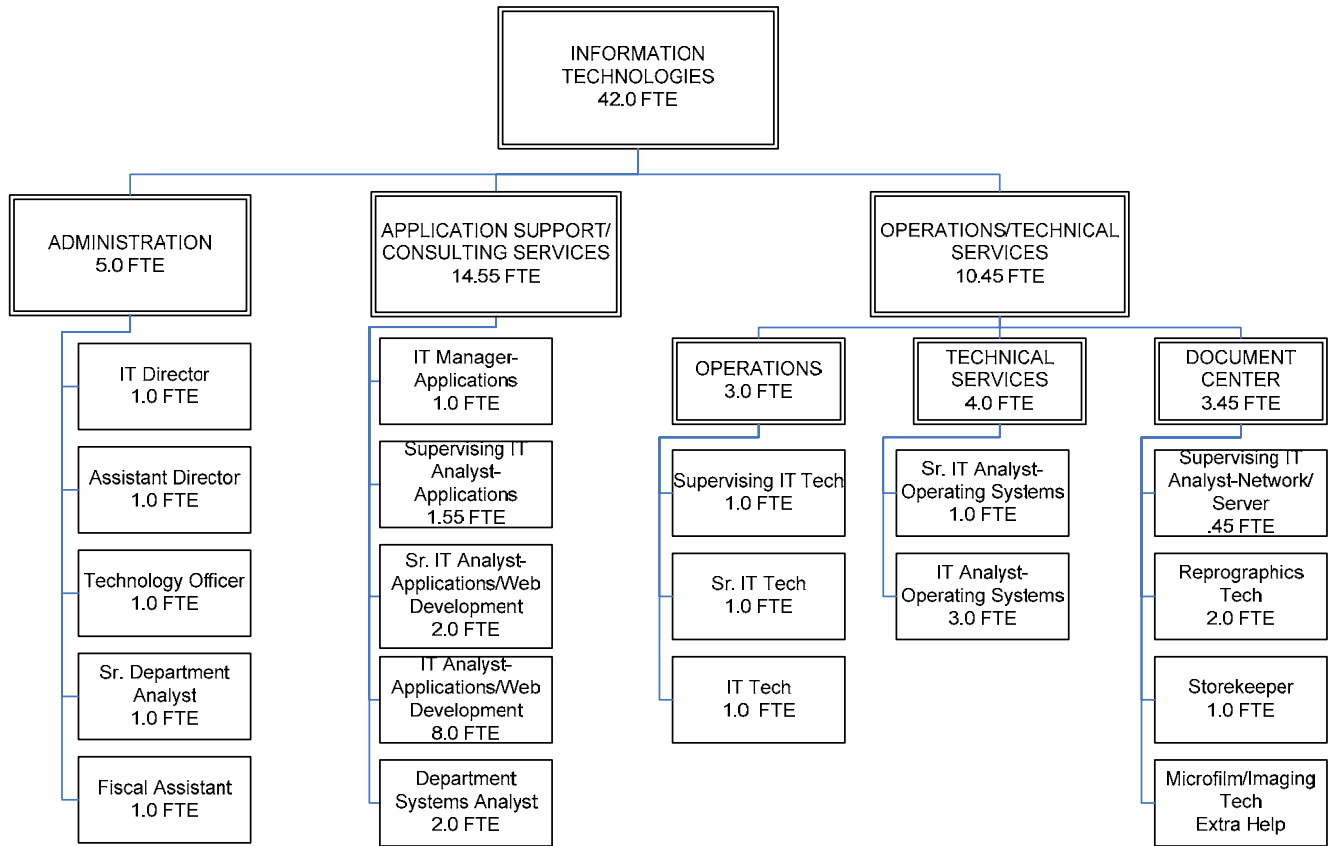 INFORMATION
TECHNOLOGIES
42.0 FTE
ADMINISTRATION
5.0 FTE
APPLICATION SUPPORT/
CONSULTING SERVICES
14.55 FTE
OPERATIONS/TECHNICAL
SERVICES
10.45 FTE
IT Director
1.0 FTE
Assistant Director
1.0 FTE
Technology Officer
1.0 FTE
Sr. Department
Analyst
1.0 FTE
Fiscal Assistant
1.0 FTE
IT Manager-
Applications
1.0 FTE
Supervising IT
Analyst-
Applications
1.55 FTE
Sr. IT Analyst-
Applications/Web
Development
2.0 FTE
IT Analyst-
Applications/Web
Development
8.0 FTE
Department
Systems Analyst
2.0 FTE
OPERATIONS
3.0 FTE
Supervising IT Tech
1.0 FTE
Sr. IT Tech
1.0 FTE
IT Tech
1.0 FTE
TECHNICAL
SERVICES
4.0 FTE
Sr. IT Analyst-
Operating Systems
1.0 FTE
IT Analyst-
Operating Systems
3.0 FTE
DOCUMENT
CENTER
3.45 FTE
Supervising IT
Analyst-Network/
Server
.45 FTE
Reprographics
Tech
2.0 FTE
Storekeeper
1.0 FTE
Microfilm/Imaging
Tech
Extra Help